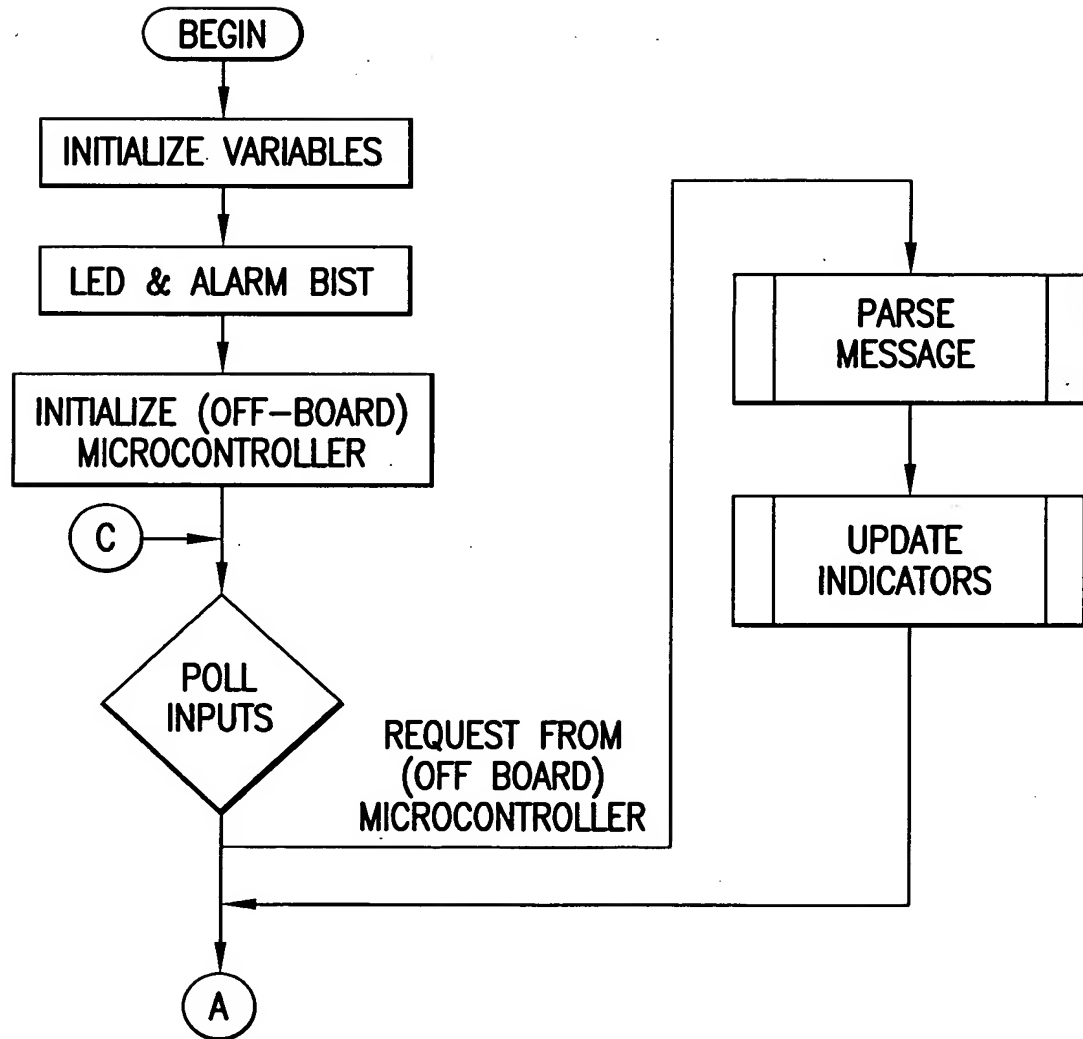 BEGIN
INITIALIZE VARIABLES
LED & ALARM BIST
INITIALIZE (OFF-BOARD)
MICROCONTROLLER
C
POLL
INPUTS
REQUEST FROM
(OFF BOARD)
MICROCONTROLLER
PARSE
MESSAGE
UPDATE
INDICATORS
A